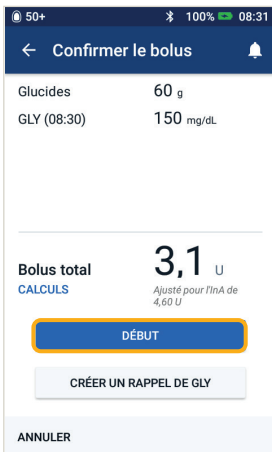 50+ 100% 08:31
← Confirmer le bolus
Glucides 60 g
GLY (08:30) 150 mg/dL
Bolus total 3,1 U
CALCULS Ajusté pour l'InA de
4,60 U
DÉBUT
CRÉER UN RAPPEL DE GLY
ANNULER